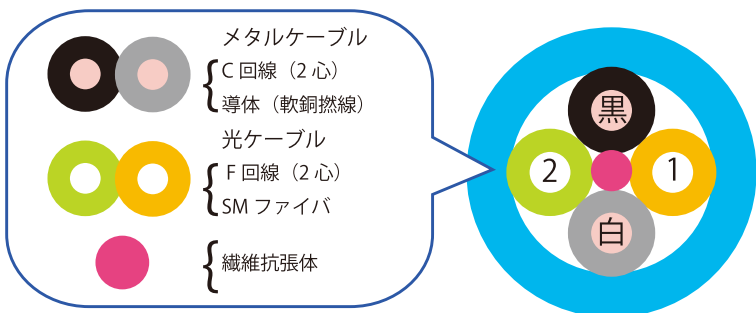 メタルケーブル
C 回線（2 心）
導体（軟銅撚線）
光ケーブル
F 回線（2 心）
SM ファイバ
繊維抗張体
黒
2
1
白